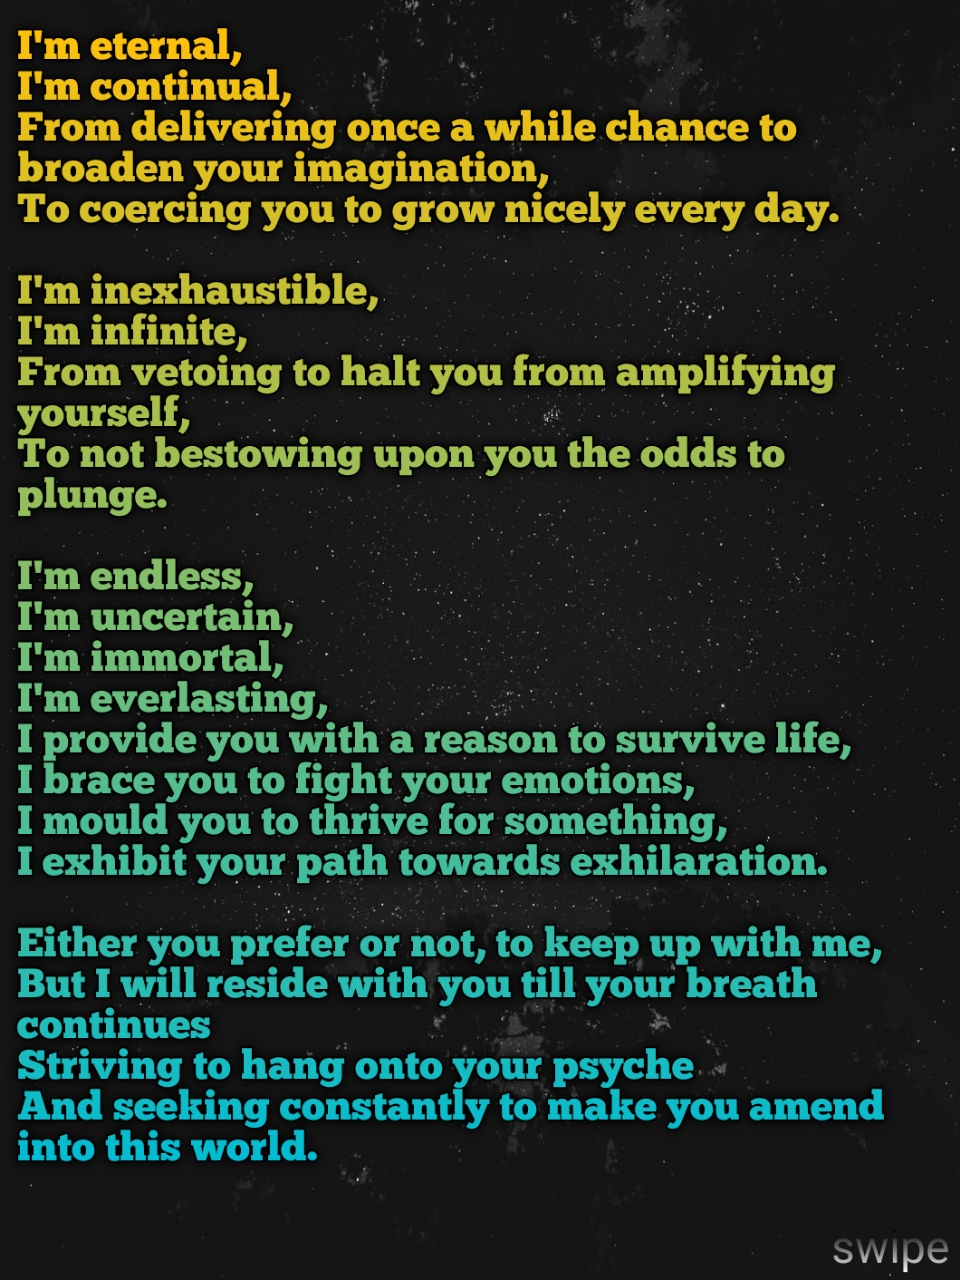 I'm eternal,
I'm continual,
From delivering once a while chance to
broaden your imagination,
To coercing you to grow nicely every day.
I'm inexhaustible,
I'm infinite,
From vetoing to halt you from amplifying
yourself,
To not bestowing upon you the odds to
plunge.
I'm endless,
I'm uncertain,
I'm immortal,
I'm everlasting,
I provide you with a reason to survive life,
I brace you to fight your emotions,
I mould you to thrive for something,
I exhibit your path towards exhilaration.
Either you prefer or not, to keep up with me,
But I will reside with you till your breath
continues
Striving to hang onto your psyche
And seeking constantly to make you amend
into this world.
swipe